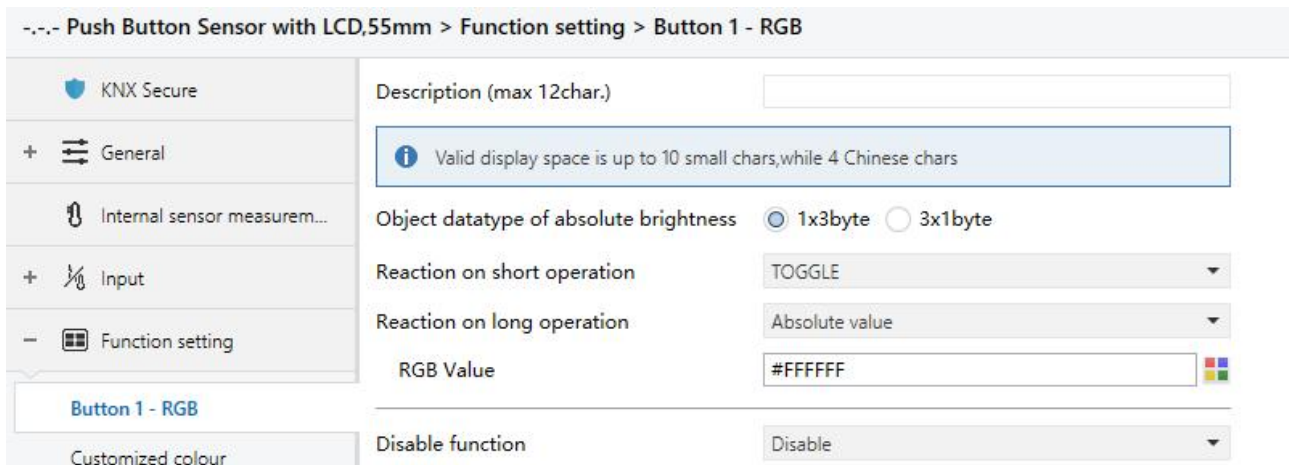 -.-.- Push Button Sensor with LCD,55mm > Function setting > Button 1 - RGB
KNX Secure
Description (max 12char.)
+ General
Valid display space is up to 10 small chars,while 4 Chinese chars
Internal sensor measurem...
Object datatype of absolute brightness 1x3byte 3x1byte
+ Input
Reaction on short operation TOGGLE
Reaction on long operation Absolute value
- Function setting
RGB Value #FFFFFF
Button 1 - RGB
Disable function Disable
Customized colour